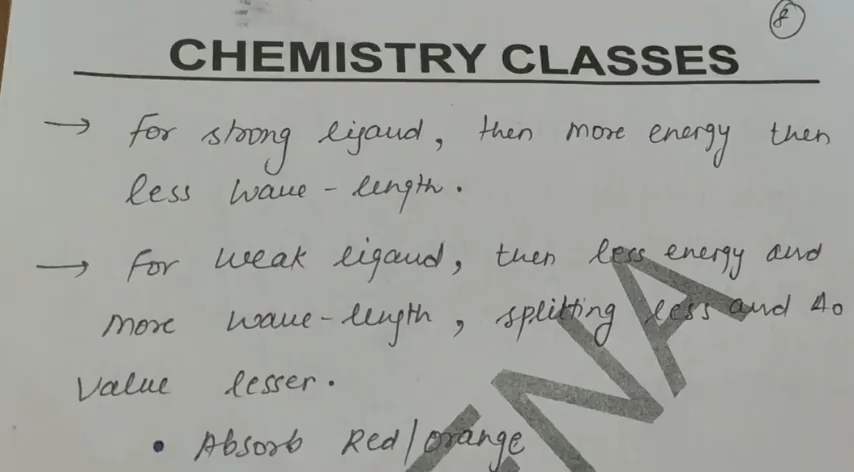 8
CHEMISTRY CLASSES
→ For strong ligand, then more energy then
less wave-length.
→ For weak ligand, then less energy and
more wave-length, splitting less and Δo
value lesser.
• Absorb Red/orange
ENA